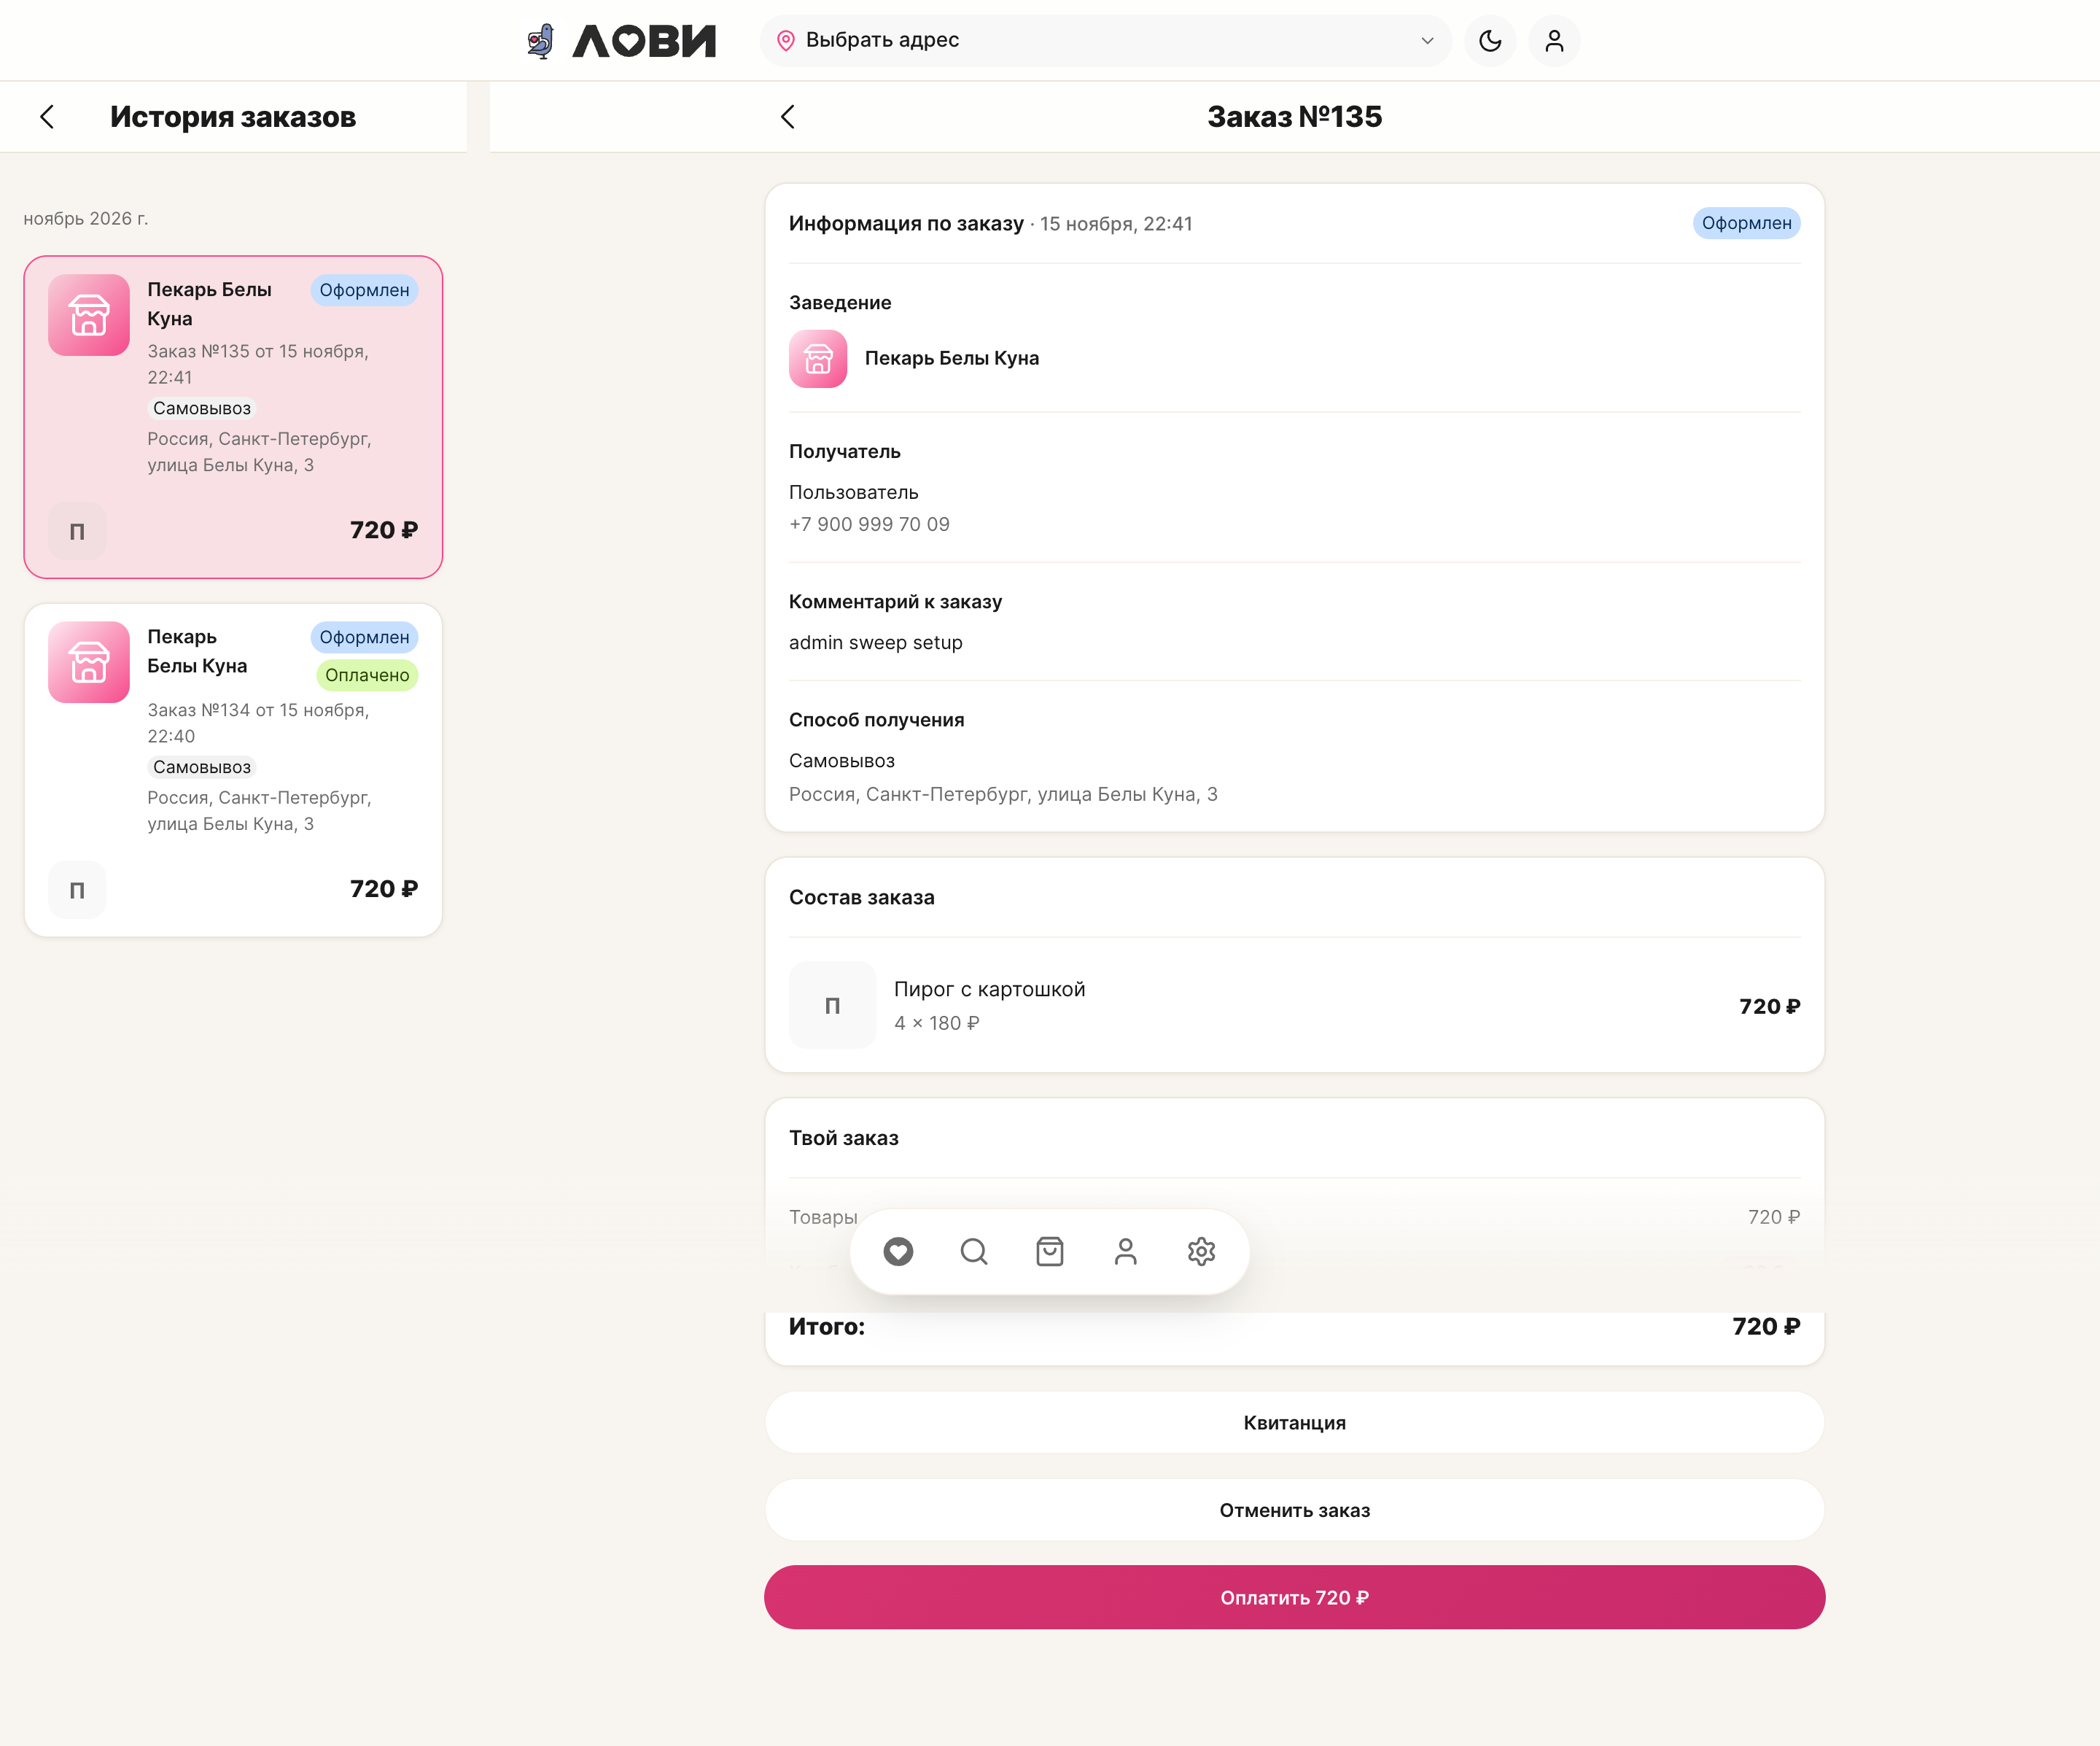 ЛОВИ
Выбрать адрес
История заказов
ноябрь 2026 г.
Пекарь Белы
Куна
Оформлен
Заказ №135 от 15 ноября,
22:41
Самовывоз
Россия, Санкт-Петербург,
улица Белы Куна, 3
П
720 ₽
Пекарь
Белы Куна
Оформлен
Оплачено
Заказ №134 от 15 ноября,
22:40
Самовывоз
Россия, Санкт-Петербург,
улица Белы Куна, 3
П
720 ₽
Заказ №135
Информация по заказу · 15 ноября, 22:41
Оформлен
Заведение
Пекарь Белы Куна
Получатель
Пользователь
+7 900 999 70 09
Комментарий к заказу
admin sweep setup
Способ получения
Самовывоз
Россия, Санкт-Петербург, улица Белы Куна, 3
Состав заказа
П
Пирог с картошкой
4 × 180 ₽
720 ₽
Твой заказ
Товары
720 ₽
Итого:
720 ₽
Квитанция
Отменить заказ
Оплатить 720 ₽